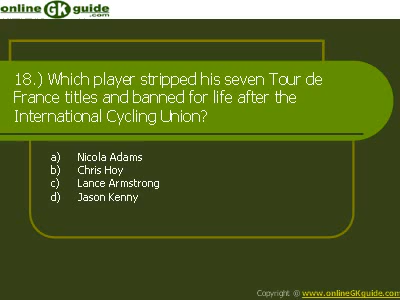 online GK guide
.com
18.) Which player stripped his seven Tour de
France titles and banned for life after the
International Cycling Union?
a) Nicola Adams
b) Chris Hoy
c) Lance Armstrong
d) Jason Kenny
Copyright @ www.onlineGKguide.com